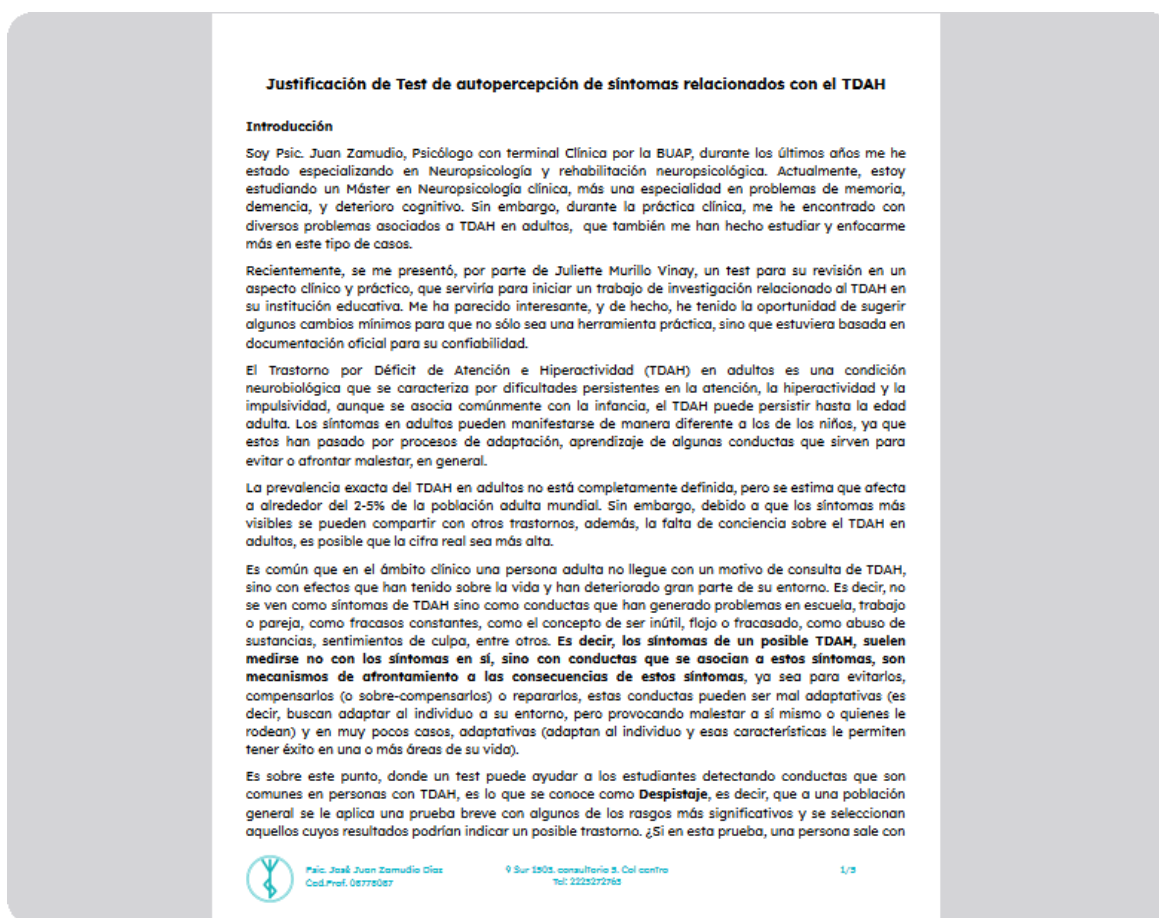 Justificación de Test de autopercepción de síntomas relacionados con el TDAH
Introducción
Soy Psic. Juan Zamudio, Psicólogo con terminal Clínica por la BUAP, durante los últimos años me he
estado especializando en Neuropsicología y rehabilitación neuropsicológica. Actualmente, estoy
estudiando un Máster en Neuropsicología clínica, más una especialidad en problemas de memoria,
demencia, y deterioro cognitivo. Sin embargo, durante la práctica clínica, me he encontrado con
diversos problemas asociados a TDAH en adultos, que también me han hecho estudiar y enfocarme
más en este tipo de casos.
Recientemente, se me presentó, por parte de Juliette Murillo Vinay, un test para su revisión en un
aspecto clínico y práctico, que serviría para iniciar un trabajo de investigación relacionado al TDAH en
su institución educativa. Me ha parecido interesante, y de hecho, he tenido la oportunidad de sugerir
algunos cambios mínimos para que no sólo sea una herramienta práctica, sino que estuviera basada en
documentación oficial para su confiabilidad.
El Trastorno por Déficit de Atención e Hiperactividad (TDAH) en adultos es una condición
neurobiológica que se caracteriza por dificultades persistentes en la atención, la hiperactividad y la
impulsividad, aunque se asocia comúnmente con la infancia, el TDAH puede persistir hasta la edad
adulta. Los síntomas en adultos pueden manifestarse de manera diferente a los de los niños, ya que
estos han pasado por procesos de adaptación, aprendizaje de algunas conductas que sirven para
evitar o afrontar malestar, en general.
La prevalencia exacta del TDAH en adultos no está completamente definida, pero se estima que afecta
a alrededor del 2-5% de la población adulta mundial. Sin embargo, debido a que los síntomas más
visibles se pueden compartir con otros trastornos, además, la falta de conciencia sobre el TDAH en
adultos, es posible que la cifra real sea más alta.
Es común que en el ámbito clínico una persona adulta no llegue con un motivo de consulta de TDAH,
sino con efectos que han tenido sobre la vida y han deteriorado gran parte de su entorno. Es decir, no
se ven como síntomas de TDAH sino como conductas que han generado problemas en escuela, trabajo
o pareja, como fracasos constantes, como el concepto de ser inútil, flojo o fracasado, como abuso de
sustancias, sentimientos de culpa, entre otros. Es decir, los síntomas de un posible TDAH, suelen
medirse no con los síntomas en sí, sino con conductas que se asocian a estos síntomas, son
mecanismos de afrontamiento a las consecuencias de estos síntomas, ya sea para evitarlos,
compensarlos (o sobre-compensarlos) o repararlos, estas conductas pueden ser mal adaptativas (es
decir, buscan adaptar al individuo a su entorno, pero provocando malestar a sí mismo o quienes le
rodean) y en muy pocos casos, adaptativas (adaptan al individuo y esas características le permiten
tener éxito en una o más áreas de su vida).
Es sobre este punto, donde un test puede ayudar a los estudiantes detectando conductas que son
comunes en personas con TDAH, es lo que se conoce como Despistaje, es decir, que a una población
general se le aplica una prueba breve con algunos de los rasgos más significativos y se seleccionan
aquellos cuyos resultados podrían indicar un posible trastorno. ¿Si en esta prueba, una persona sale con
Psic. José Juan Zamudio Díaz
Ced.Prof. 08778087
9 Sur 1503. consultorio 5. Col centro
Tel: 2225272765
1/3